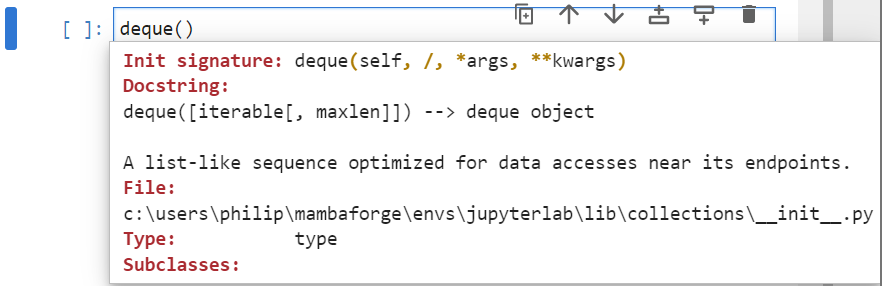 [ ]: deque()
Init signature: deque(self, /, *args, **kwargs)
Docstring:
deque([iterable[, maxlen]]) --> deque object
A list-like sequence optimized for data accesses near its endpoints.
File:
c:\users\philip\mambaforge\envs\jupyterlab\lib\collections\__init__.py
Type: type
Subclasses: